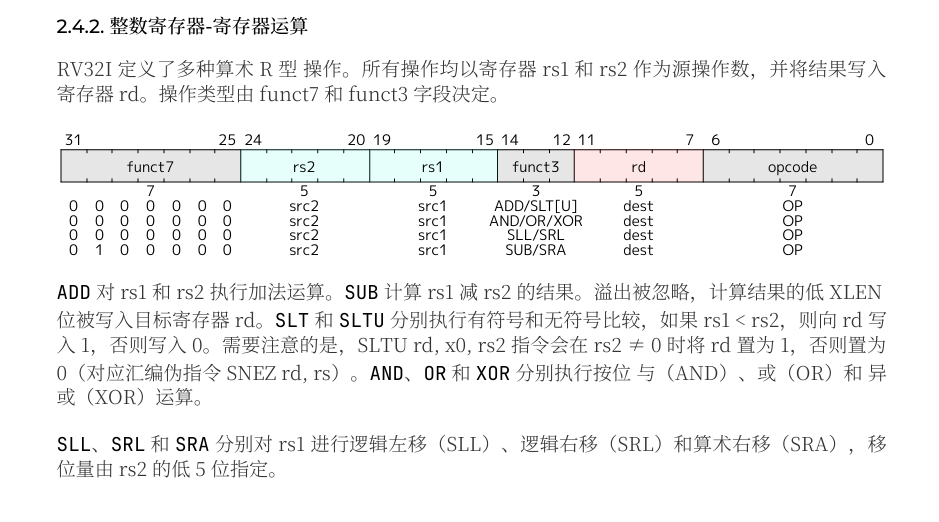 2.4.2. 整数寄存器-寄存器运算
RV32I 定义了多种算术 R 型 操作。所有操作均以寄存器 rs1 和 rs2 作为源操作数，并将结果写入
寄存器 rd。操作类型由 funct7 和 funct3 字段决定。
31 25 24 20 19 15 14 12 11 7 6 0
funct7 rs2 rs1 funct3 rd opcode
7 5 5 3 5 7
0 0 0 0 0 0 0 src2 src1 ADD/SLT[U] dest OP
0 0 0 0 0 0 0 src2 src1 AND/OR/XOR dest OP
0 0 0 0 0 0 0 src2 src1 SLL/SRL dest OP
0 1 0 0 0 0 0 src2 src1 SUB/SRA dest OP
ADD 对 rs1 和 rs2 执行加法运算。SUB 计算 rs1 减 rs2 的结果。溢出被忽略，计算结果的低 XLEN
位被写入目标寄存器 rd。SLT 和 SLTU 分别执行有符号和无符号比较，如果 rs1 < rs2，则向 rd 写
入 1，否则写入 0。需要注意的是，SLTU rd, x0, rs2 指令会在 rs2 ≠ 0 时将 rd 置为 1，否则置为
0（对应汇编伪指令 SNEZ rd, rs）。AND、OR 和 XOR 分别执行按位 与（AND）、或（OR）和 异
或（XOR）运算。
SLL、SRL 和 SRA 分别对 rs1 进行逻辑左移（SLL）、逻辑右移（SRL）和算术右移（SRA），移
位量由 rs2 的低 5 位指定。